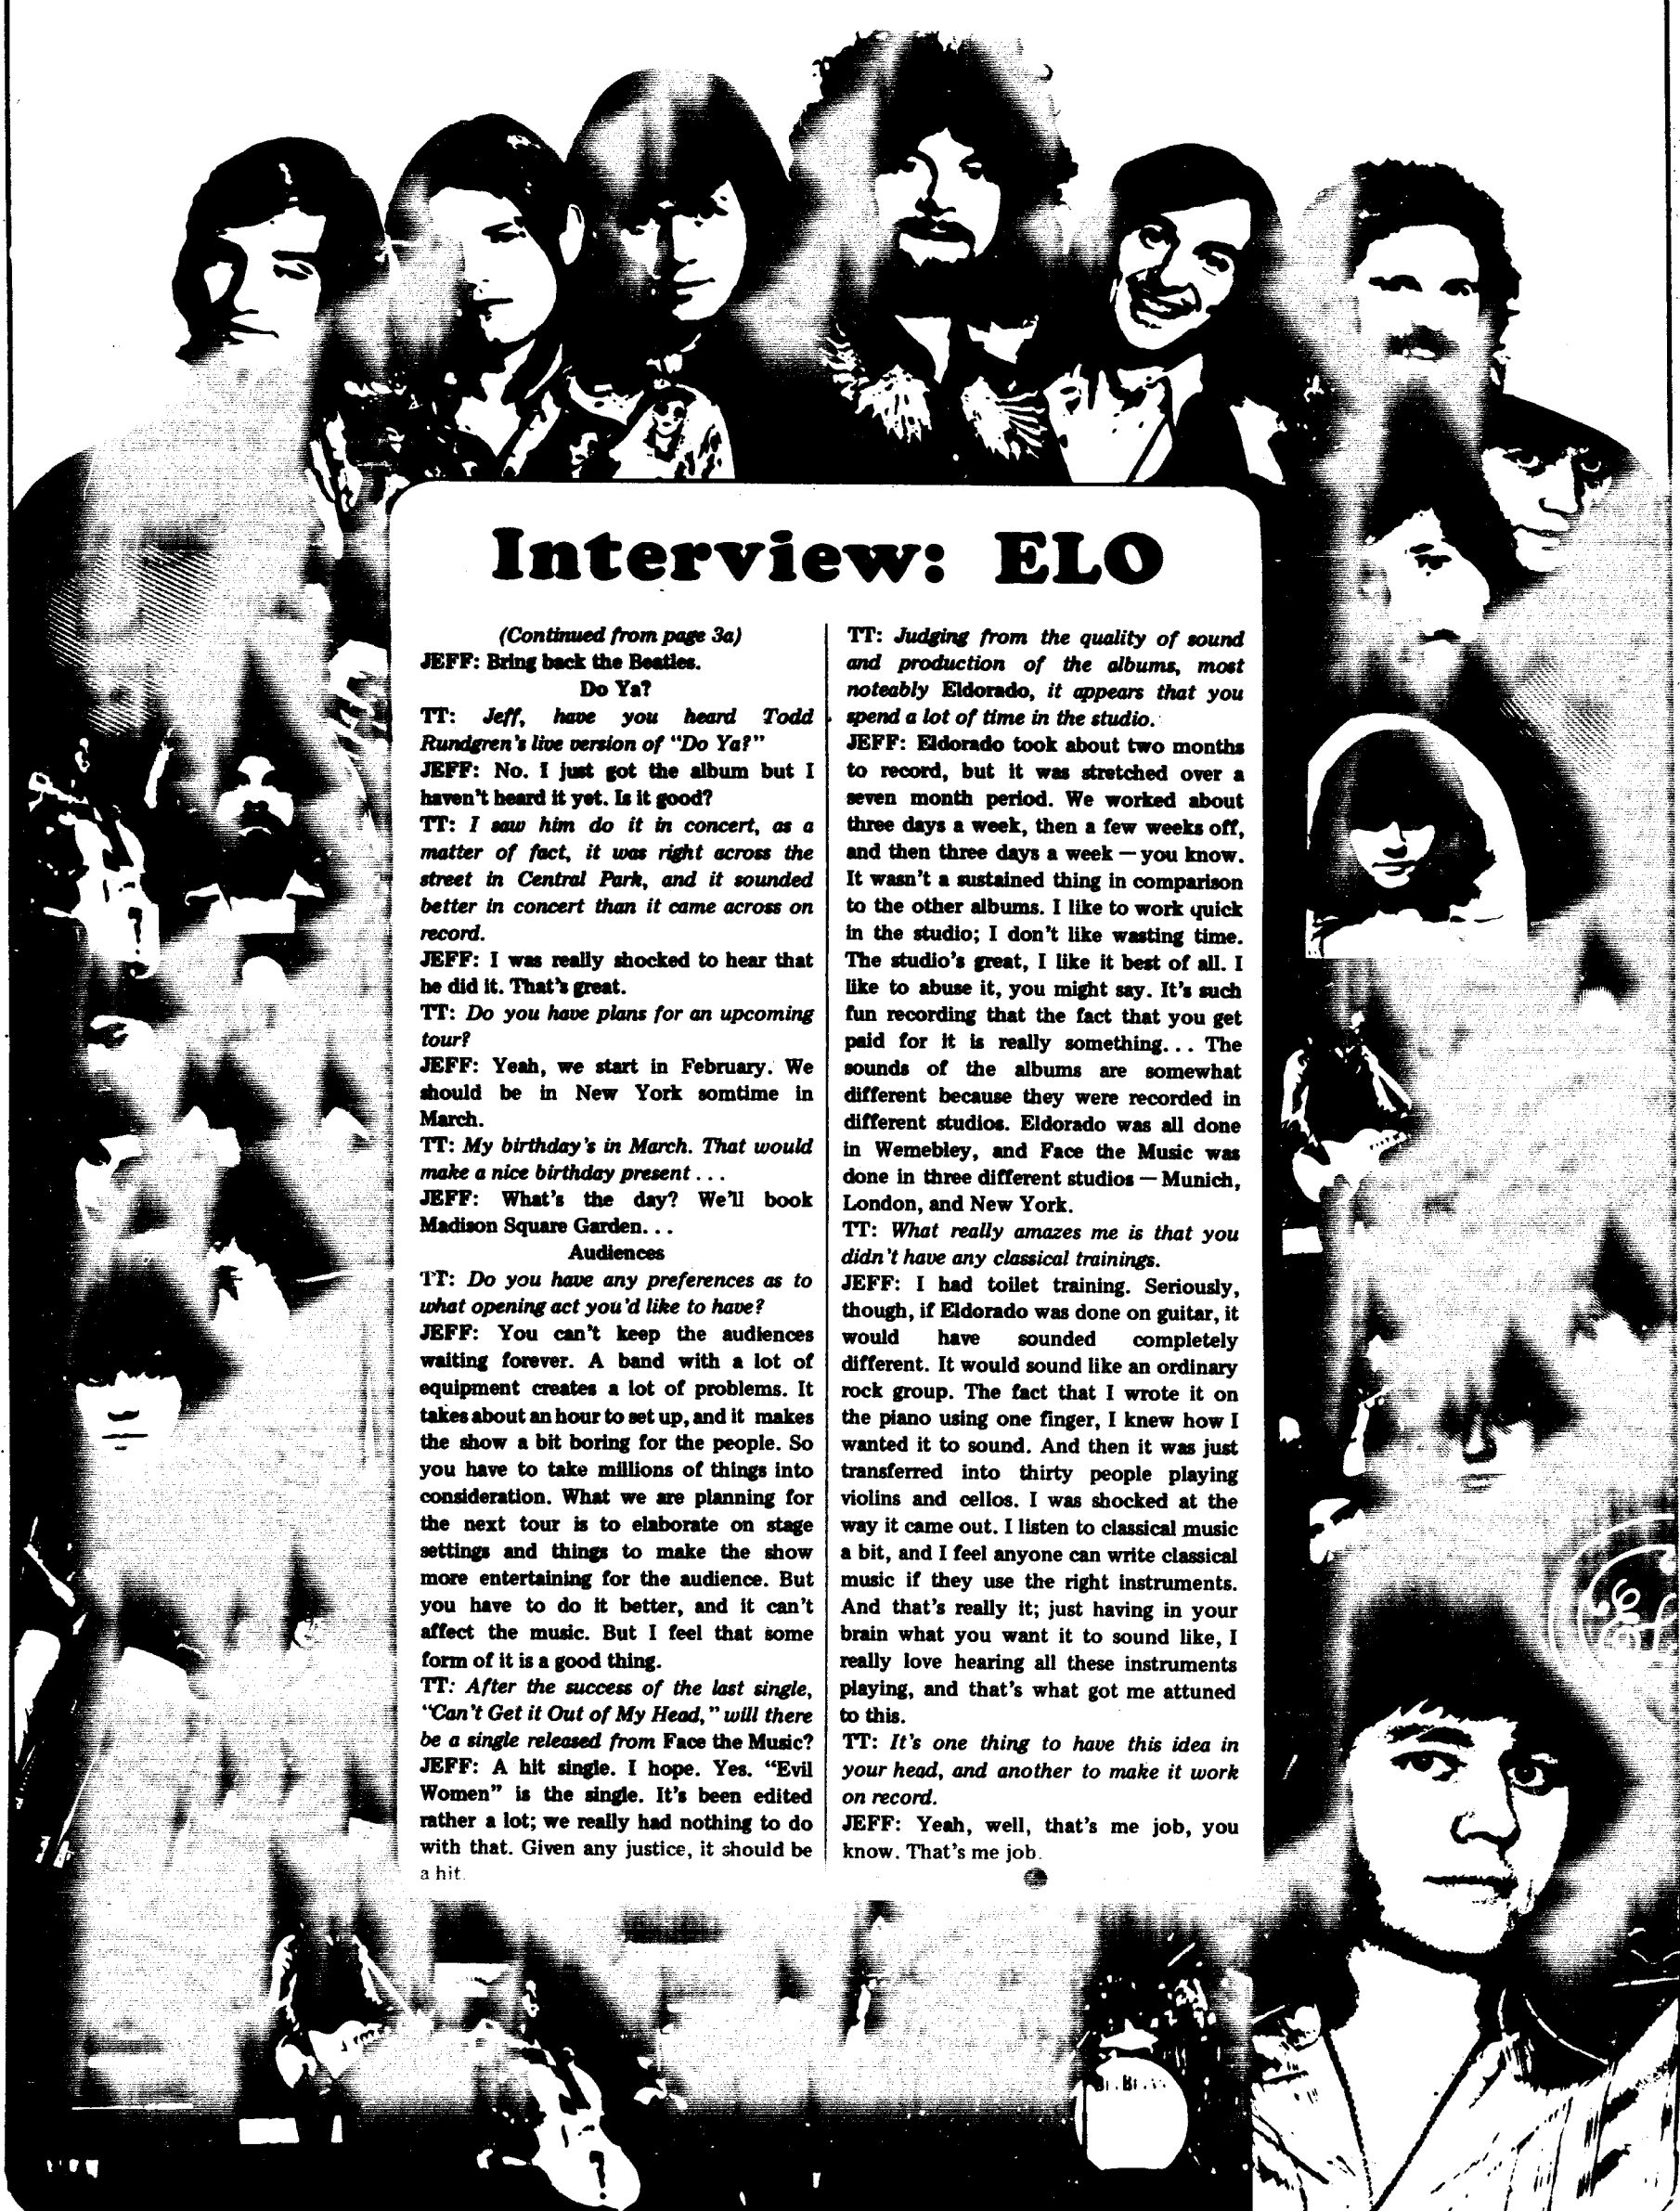 Interview: ELO
(Continued from page 3a)
JEFF: Bring back the Beatles.
Do Ya?
TT: Jeff, have you heard Todd
Rundgren's live version of "Do Ya?"
JEFF: No. I just got the album but I
haven't heard it yet. Is it good?
TT: I saw him do it in concert, as a
matter of fact, it was right across the
street in Central Park, and it sounded
better in concert than it came across on
record.
JEFF: I was really shocked to hear that
he did it. That's great.
TT: Do you have plans for an upcoming
tour?
JEFF: Yeah, we start in February. We
should be in New York somtime in
March.
TT: My birthday's in March. That would
make a nice birthday present . . .
JEFF: What's the day? We'll book
Madison Square Garden. . .
Audiences
TT: Do you have any preferences as to
what opening act you'd like to have?
JEFF: You can't keep the audiences
waiting forever. A band with a lot of
equipment creates a lot of problems. It
takes about an hour to set up, and it makes
the show a bit boring for the people. So
you have to take millions of things into
consideration. What we are planning for
the next tour is to elaborate on stage
settings and things to make the show
more entertaining for the audience. But
you have to do it better, and it can't
affect the music. But I feel that some
form of it is a good thing.
TT: After the success of the last single,
"Can't Get it Out of My Head," will there
be a single released from Face the Music?
JEFF: A hit single. I hope. Yes. "Evil
Women" is the single. It's been edited
rather a lot; we really had nothing to do
with that. Given any justice, it should be
a hit.
TT: Judging from the quality of sound
and production of the albums, most
noteably Eldorado, it appears that you
spend a lot of time in the studio.
JEFF: Eldorado took about two months
to record, but it was stretched over a
seven month period. We worked about
three days a week, then a few weeks off,
and then three days a week — you know.
It wasn't a sustained thing in comparison
to the other albums. I like to work quick
in the studio; I don't like wasting time.
The studio's great, I like it best of all. I
like to abuse it, you might say. It's such
fun recording that the fact that you get
paid for it is really something. . . The
sounds of the albums are somewhat
different because they were recorded in
different studios. Eldorado was all done
in Wemebley, and Face the Music was
done in three different studios — Munich,
London, and New York.
TT: What really amazes me is that you
didn't have any classical trainings.
JEFF: I had toilet training. Seriously,
though, if Eldorado was done on guitar, it
would have sounded completely
different. It would sound like an ordinary
rock group. The fact that I wrote it on
the piano using one finger, I knew how I
wanted it to sound. And then it was just
transferred into thirty people playing
violins and cellos. I was shocked at the
way it came out. I listen to classical music
a bit, and I feel anyone can write classical
music if they use the right instruments.
And that's really it; just having in your
brain what you want it to sound like, I
really love hearing all these instruments
playing, and that's what got me attuned
to this.
TT: It's one thing to have this idea in
your head, and another to make it work
on record.
JEFF: Yeah, well, that's me job, you
know. That's me job.